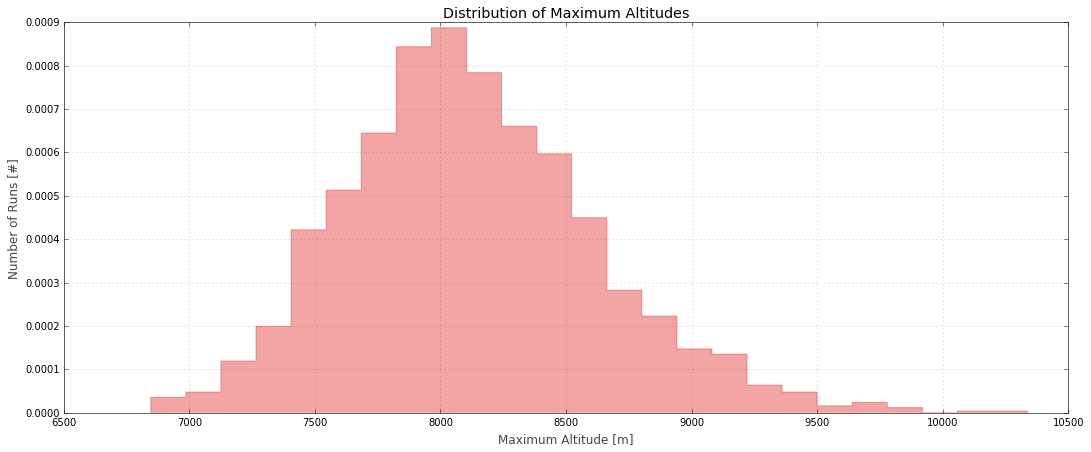 Distribution of Maximum Altitudes
0.0009
0.0008
0.0007
0.0006
0.0005
0.0004
0.0003
0.0002
0.0001
0.0000
Number of Runs [#]
6500 7000 7500 8000 8500 9000 9500 10000 10500
Maximum Altitude [m]